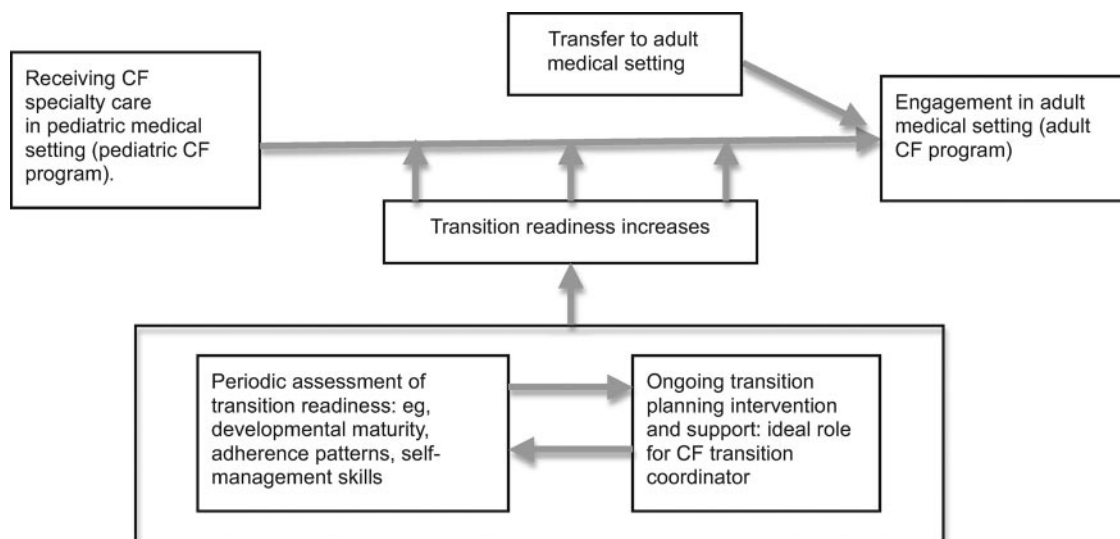 Receiving CF
specialty care
in pediatric medical
setting (pediatric CF
program).
Transfer to adult
medical setting
Engagement in adult
medical setting (adult
CF program)
Transition readiness increases
Periodic assessment of
transition readiness: eg,
developmental maturity,
adherence patterns, self-
management skills
Ongoing transition
planning intervention
and support: ideal role
for CF transition
coordinator